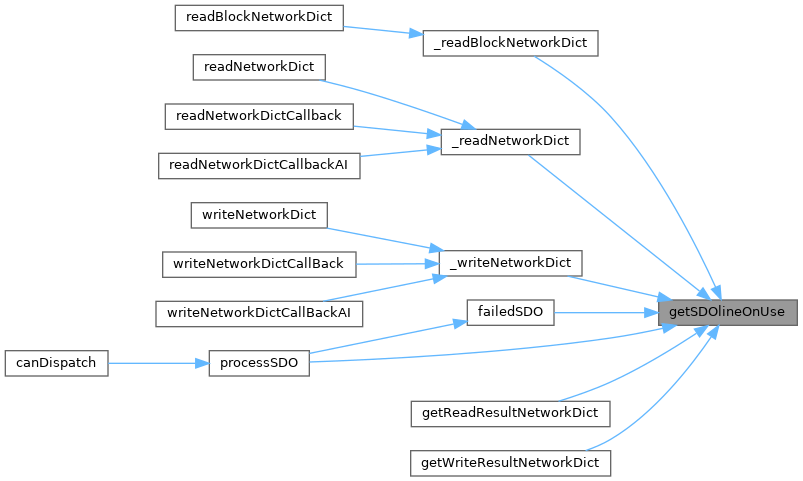 readBlockNetworkDict
_readBlockNetworkDict
readNetworkDict
readNetworkDictCallback
_readNetworkDict
readNetworkDictCallbackAI
writeNetworkDict
writeNetworkDictCallBack
_writeNetworkDict
writeNetworkDictCallBackAI
failedSDO
getSDOlineOnUse
canDispatch
processSDO
getReadResultNetworkDict
getWriteResultNetworkDict